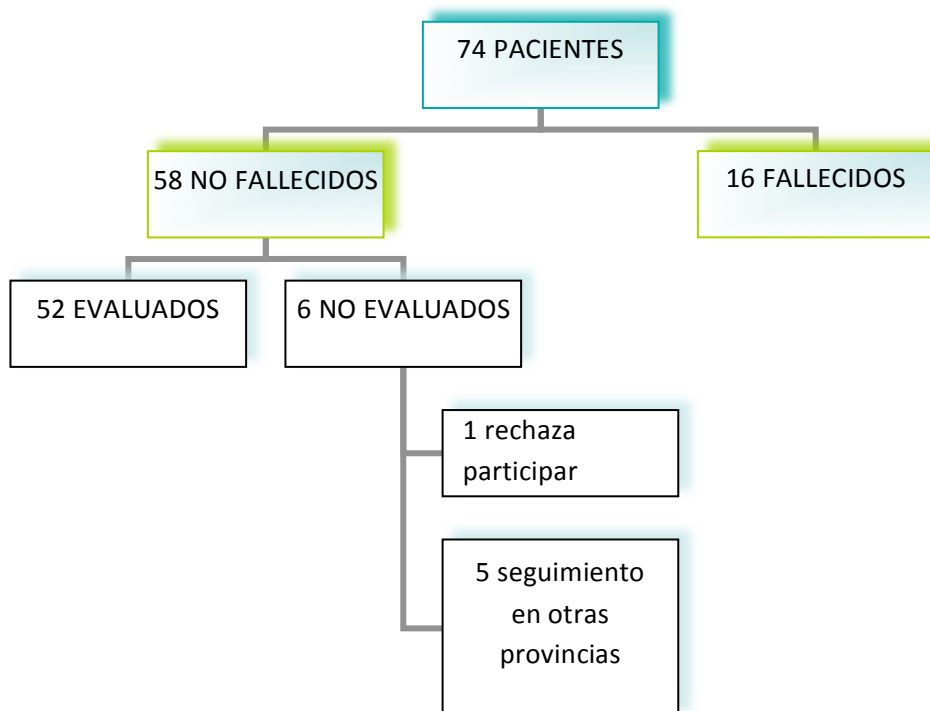 74 PACIENTES
58 NO FALLECIDOS
16 FALLECIDOS
52 EVALUADOS
6 NO EVALUADOS
1 rechaza
participar
5 seguimiento
en otras
provincias